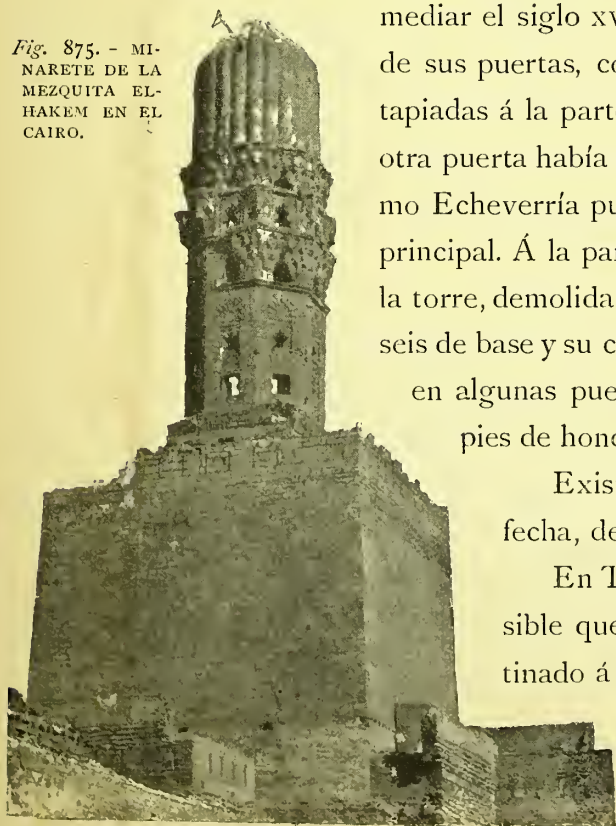 Fig. 875. - MI-
NARETE DE LA
MEZQUITA EL-
HAKEM EN EL
CAIRO.
mediar el siglo xv
de sus puertas, co
tapiadas á la part
otra puerta había
mo Echeverría pu
principal. Á la par
la torre, demolida
seis de base y su c
en algunas pue
pies de hond
Exis
fecha, de
En T
sible que
tinado á